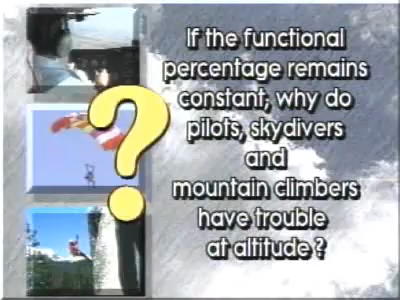 If the functional
percentage remains
constant, why do
pilots, skydivers
and
mountain climbers
have trouble
at altitude ?
?